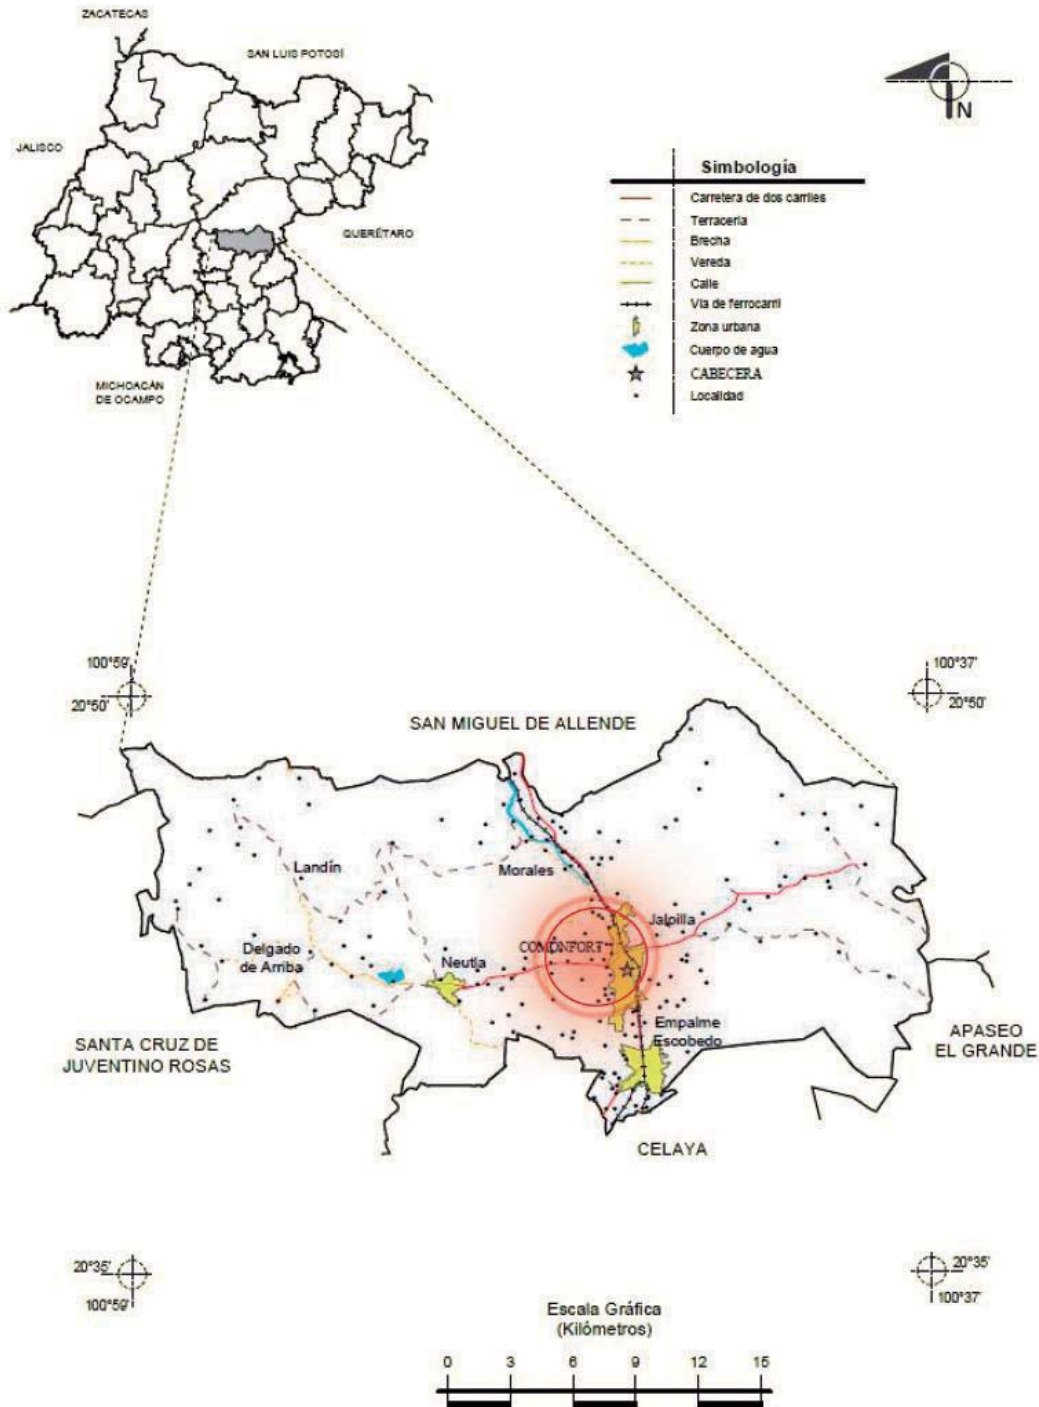 ZACATECAS
SAN LUIS POTOSÍ
JALISCO
QUERÉTARO
MICHOACÁN
DE OCAMPO
N
Simbología
Carretera de dos carriles
Terraceria
Brecha
Vereda
Calle
Via de ferrocarril
Zona urbana
Cuerpo de agua
CABECERA
Localidad
100°59'
20°50'
100°37'
20°50'
SAN MIGUEL DE ALLENDE
Landín
Morales
Jalpilla
COMONFORT
Delgado
de Arriba
Neutla
Empalme
Escobedo
SANTA CRUZ DE
JUVENTINO ROSAS
APASEO
EL GRANDE
CELAYA
20°35'
100°59'
20°35'
100°37'
Escala Gráfica
(Kilómetros)
0 3 6 9 12 15